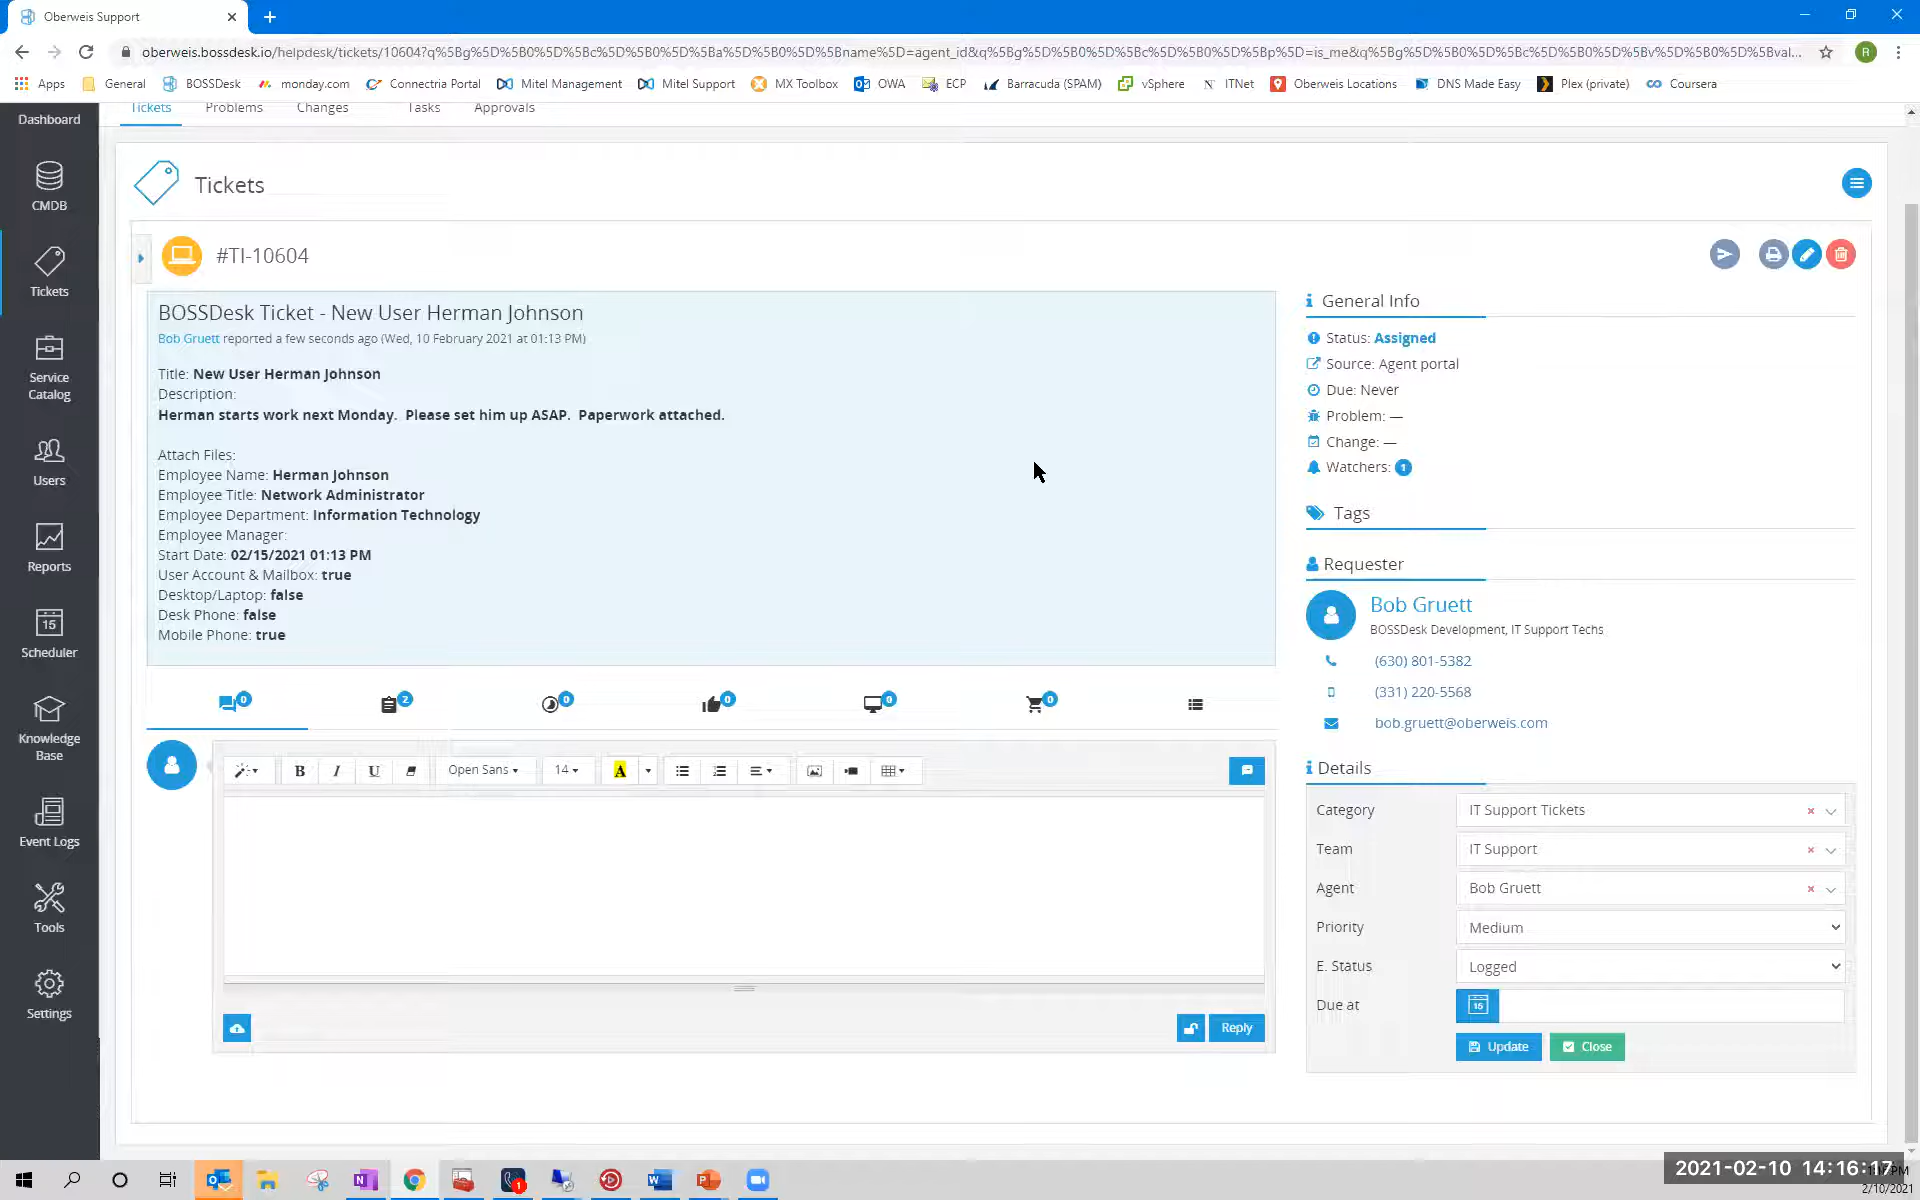 Oberweis Support
oberweis.bossdesk.io/helpdesk/tickets/10604?q%5Bg%5D%5B0%5D%5Bc%5D%5B0%5D%5Ba%5D%5B0%5D%5Bname%5D=agent_id&q%5Bg%5D%5B0%5D%5Bc%5D%5B0%5D%5Bp%5D=is_me&q%5Bg%5D%5B0%5D%5Bc%5D%5B0%5D%5Bv%5D%5B0%5D%5Bval... R
Apps General BOSSDesk monday.com Connectria Portal Mitel Management Mitel Support MX Toolbox OWA ECP Barracuda (SPAM) vSphere ITNet Oberweis Locations DNS Made Easy Plex (private) Coursera
Tickets Problems Changes Tasks Approvals
Dashboard
CMDB
Tickets
Service
Catalog
Users
Reports
15
Scheduler
Knowledge
Base
Event Logs
Tools
Settings
Tickets
#TI-10604
BOSSDesk Ticket - New User Herman Johnson
Bob Gruett reported a few seconds ago (Wed, 10 February 2021 at 01:13 PM)
Title: New User Herman Johnson
Description:
Herman starts work next Monday. Please set him up ASAP. Paperwork attached.
Attach Files:
Employee Name: Herman Johnson
Employee Title: Network Administrator
Employee Department: Information Technology
Employee Manager:
Start Date: 02/15/2021 01:13 PM
User Account & Mailbox: true
Desktop/Laptop: false
Desk Phone: false
Mobile Phone: true
0 2 0 0 0 0
B I U Open Sans 14 A
Reply
General Info
Status: Assigned
Source: Agent portal
Due: Never
Problem: —
Change: —
Watchers: 1
Tags
Requester
Bob Gruett
BOSSDesk Development, IT Support Techs
(630) 801-5382
(331) 220-5568
bob.gruett@oberweis.com
Details
Category IT Support Tickets
Team IT Support
Agent Bob Gruett
Priority Medium
E. Status Logged
Due at 15
Update Close
1
2021-02-10 14:16:17
2/10/2021